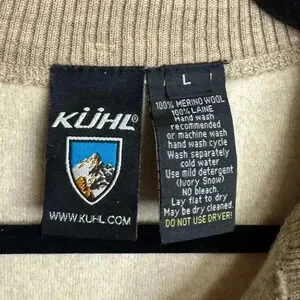 KÜHL®
WWW.KUHL.COM
L
100% MERINO WOOL
100% LAINE
Hand wash
recommended
or machine wash
hand wash cycle
Wash separately
cold water
Use mild detergent
(Ivory Snow)
NO bleach.
Lay flat to dry
May be dry cleaned.
DO NOT USE DRYER!